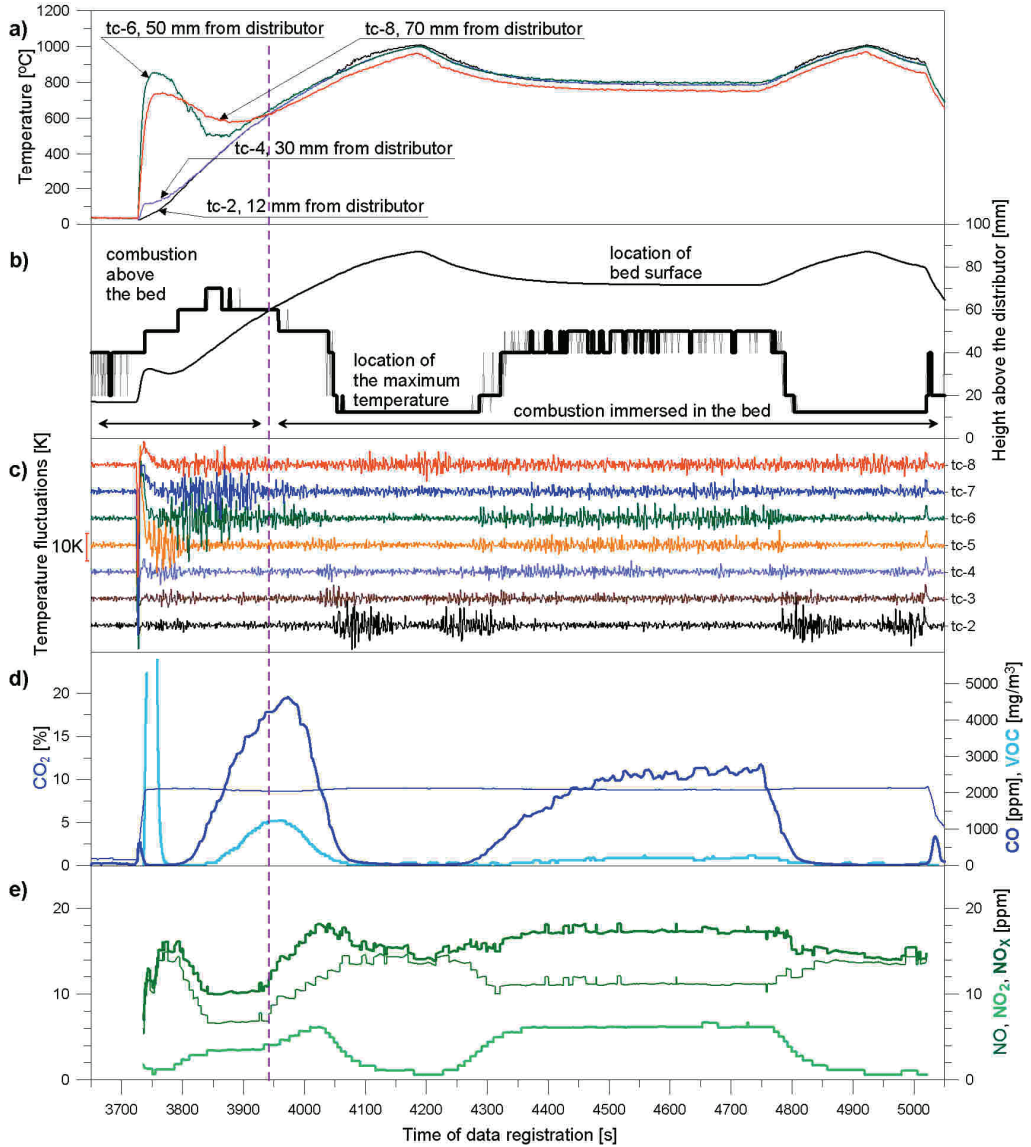 a)
1200
1000
800
600
400
200
0
Temperature [ºC]
tc-6, 50 mm from distributor
tc-8, 70 mm from distributor
tc-4, 30 mm from distributor
tc-2, 12 mm from distributor
b)
combustion
above
the bed
location of
bed surface
location of
the maximum
temperature
combustion immersed in the bed
100
80
60
40
20
0
Height above the distributor [mm]
c)
Temperature fluctuations [K]
10K
tc-8
tc-7
tc-6
tc-5
tc-4
tc-3
tc-2
d)
20
15
10
5
0
CO2 [%]
5000
4000
3000
2000
1000
0
CO [ppm], VOC [mg/m³]
e)
20
10
0
20
10
0
NO, NO2, NOX [ppm]
3700 3800 3900 4000 4100 4200 4300 4400 4500 4600 4700 4800 4900 5000
Time of data registration [s]